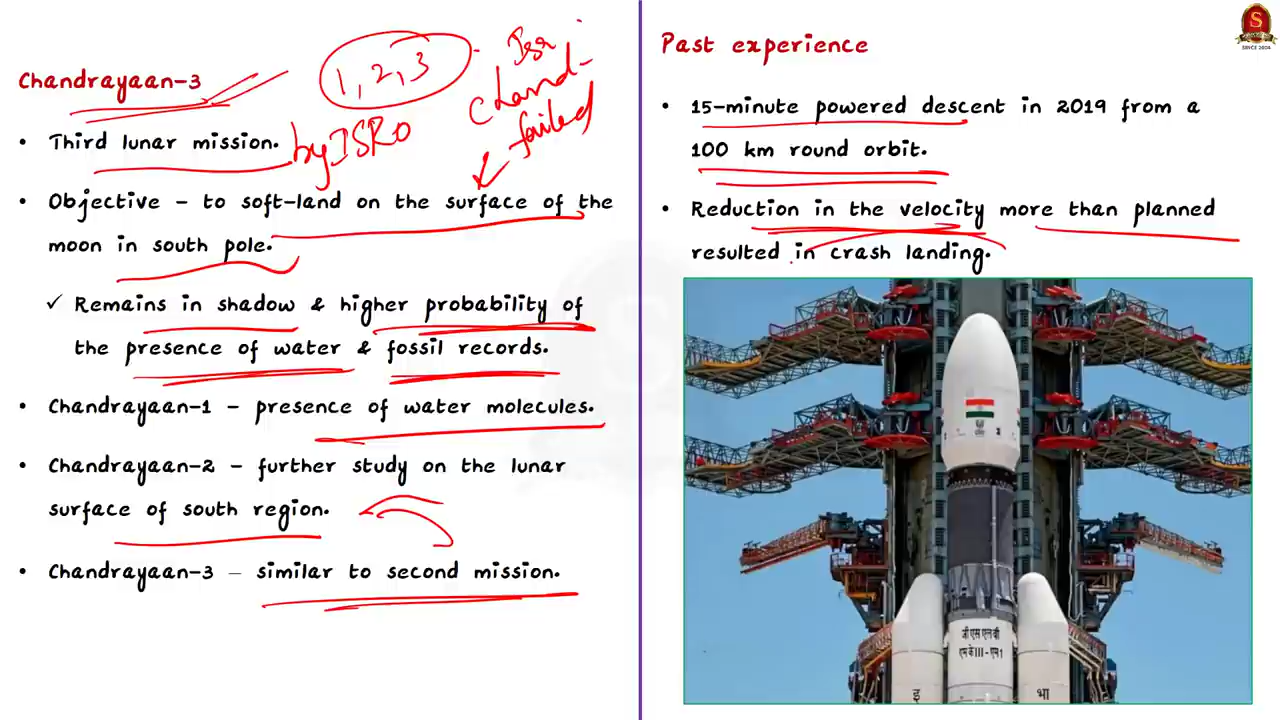 Chandrayaan-3
1, 2, 3
Third lunar mission.
by ISRO
failed
• Objective - to soft-land on the surface of the
moon in south pole.
✓ Remains in shadow & higher probability of
the presence of water & fossil records.
• Chandrayaan-1 - presence of water molecules.
• Chandrayaan-2 - further study on the lunar
surface of south region.
• Chandrayaan-3 – similar to second mission.
Past experience
• 15-minute powered descent in 2019 from a
100 km round orbit.
• Reduction in the velocity more than planned
resulted in crash landing.
जीएसएलवी
एमकेIII-एम1
इ
भा
SINCE 2004